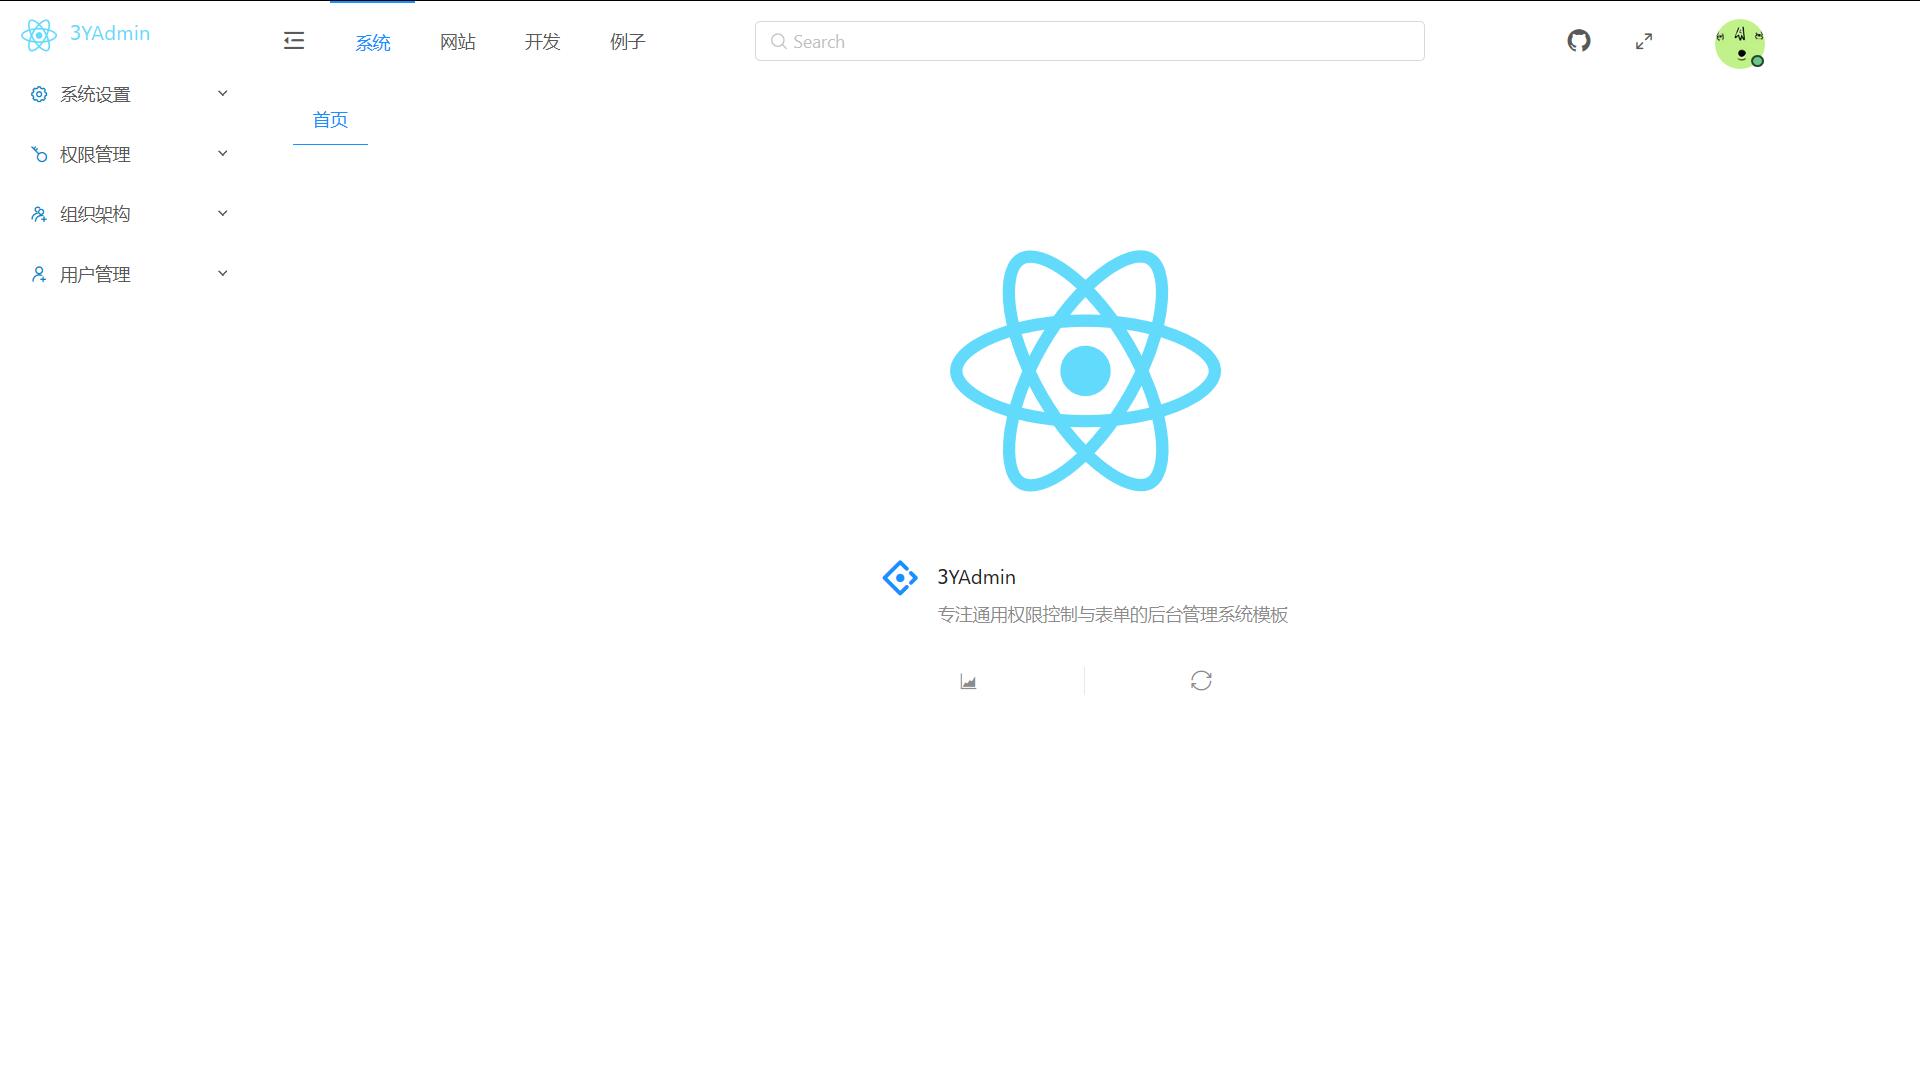 3YAdmin
系统
网站
开发
例子
Search
系统设置
权限管理
组织架构
用户管理
首页
3YAdmin
专注通用权限控制与表单的后台管理系统模板